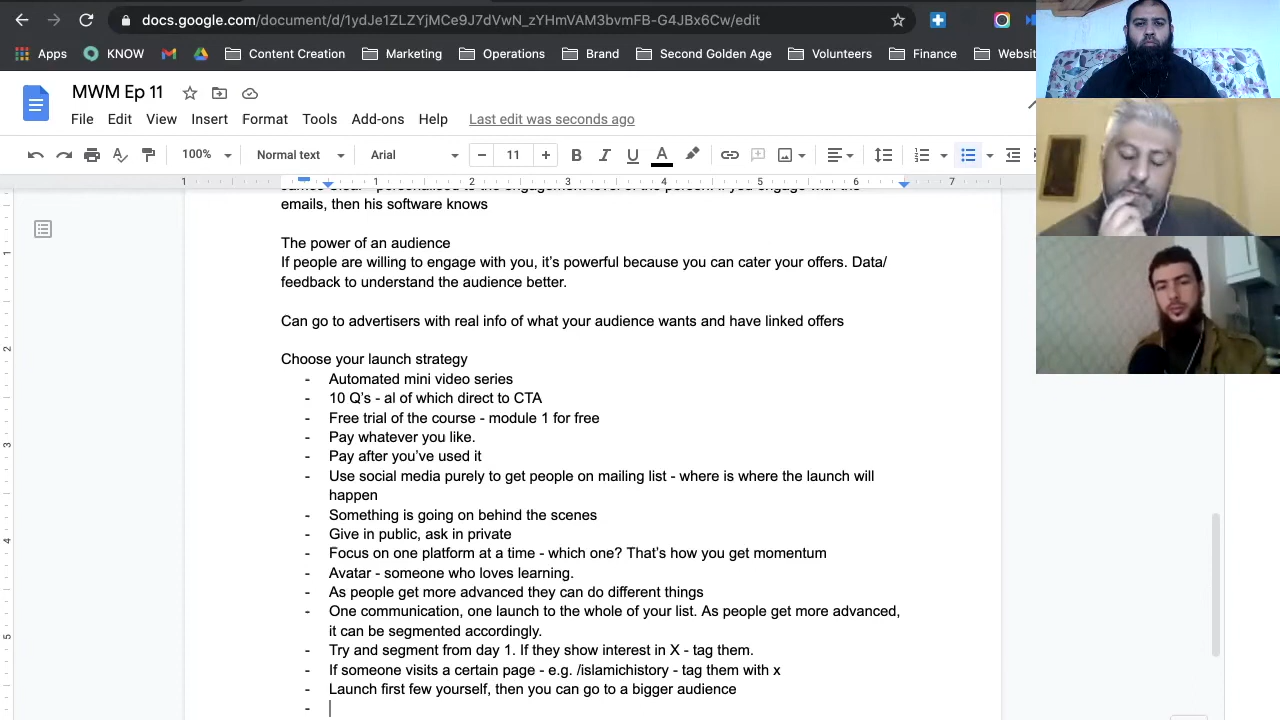 docs.google.com/document/d/1ydJe1ZLZYjMCe9J7dVwN_zYHmVAM3bvmFB-G4JBx6Cw/edit
Apps KNOW Content Creation Marketing Operations Brand Second Golden Age Volunteers Finance Websit
MWM Ep 11
File Edit View Insert Format Tools Add-ons Help Last edit was seconds ago
100% Normal text Arial 11 B I U A
1 1 2 3 4 5 6 7
emails, then his software knows
The power of an audience
If people are willing to engage with you, it’s powerful because you can cater your offers. Data/
feedback to understand the audience better.
Can go to advertisers with real info of what your audience wants and have linked offers
Choose your launch strategy
- Automated mini video series
- 10 Q’s - al of which direct to CTA
- Free trial of the course - module 1 for free
- Pay whatever you like.
- Pay after you’ve used it
- Use social media purely to get people on mailing list - where is where the launch will
happen
- Something is going on behind the scenes
- Give in public, ask in private
- Focus on one platform at a time - which one? That’s how you get momentum
- Avatar - someone who loves learning.
- As people get more advanced they can do different things
- One communication, one launch to the whole of your list. As people get more advanced,
it can be segmented accordingly.
- Try and segment from day 1. If they show interest in X - tag them.
- If someone visits a certain page - e.g. /islamichistory - tag them with x
- Launch first few yourself, then you can go to a bigger audience
-